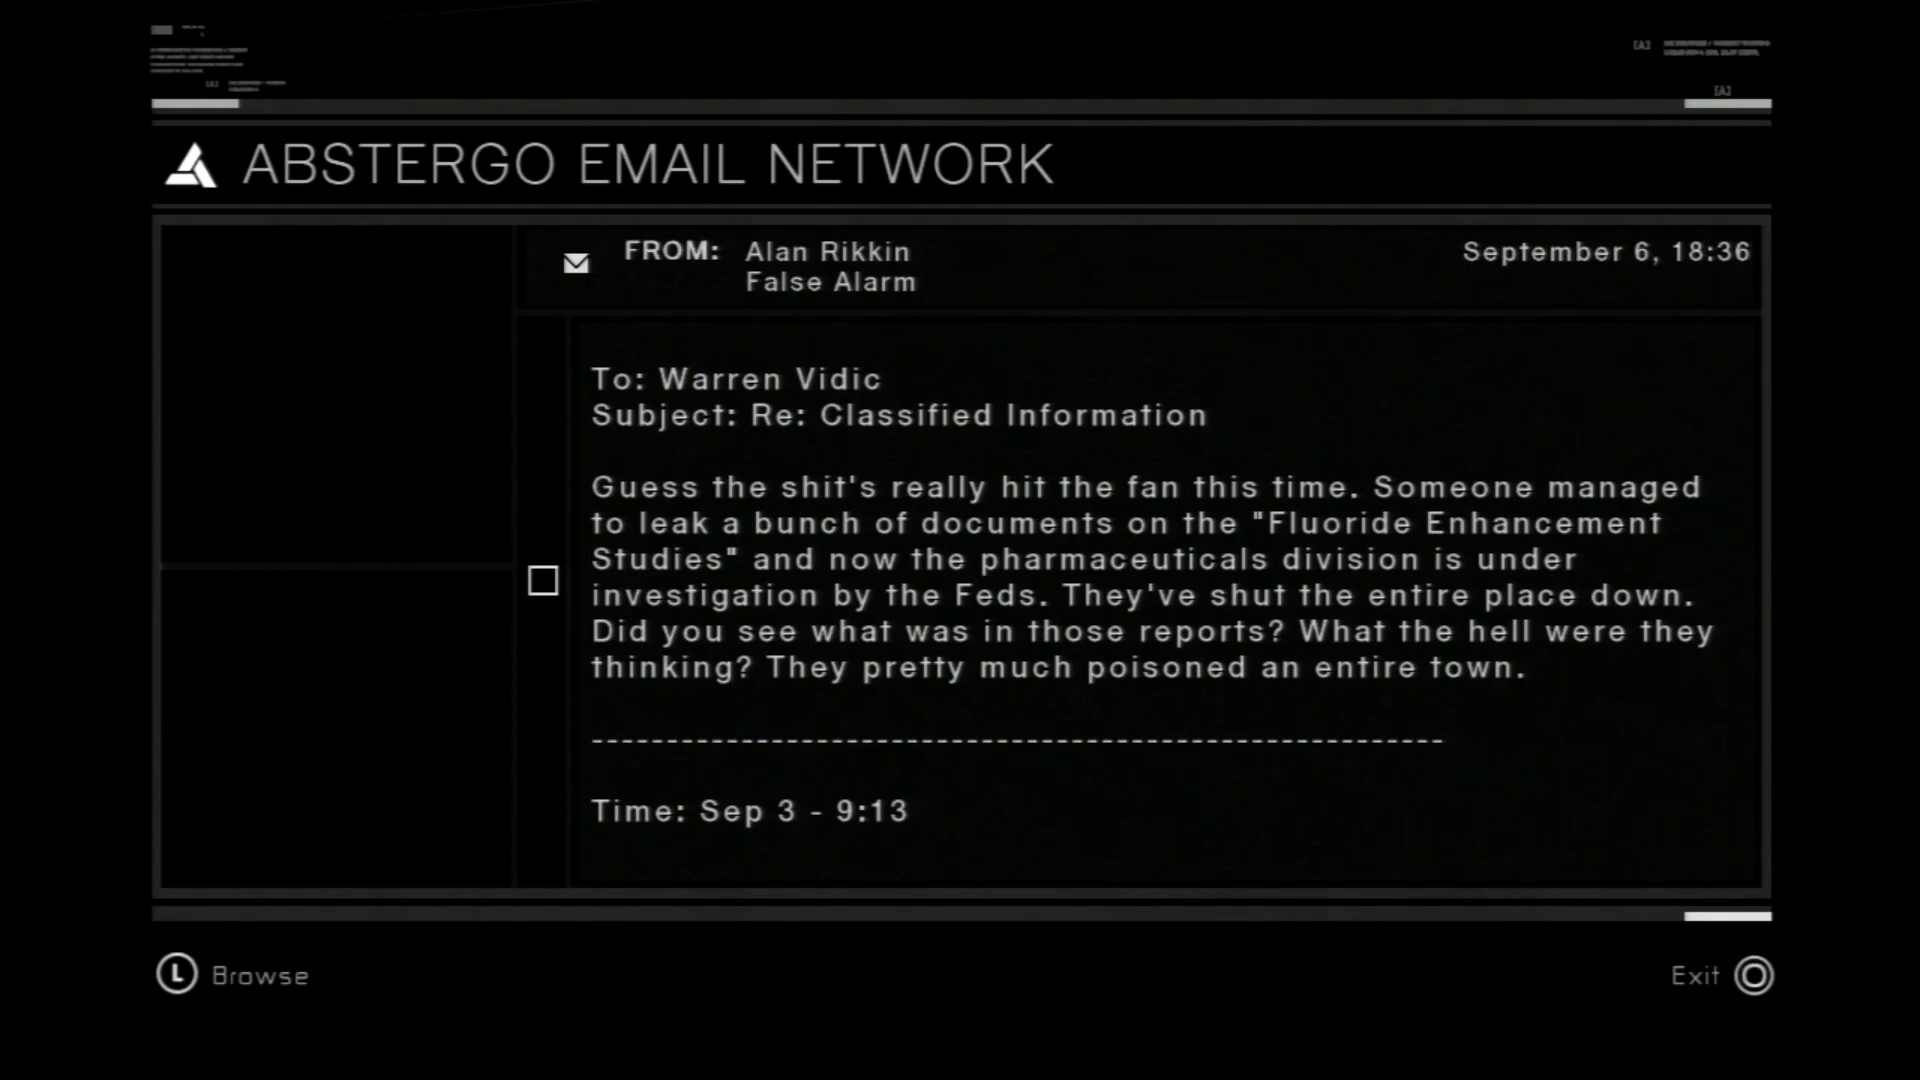 [A]
[A]
[A]
ABSTERGO EMAIL NETWORK
FROM: Alan Rikkin
September 6, 18:36
False Alarm
To: Warren Vidic
Subject: Re: Classified Information
Guess the shit's really hit the fan this time. Someone managed
to leak a bunch of documents on the "Fluoride Enhancement
Studies" and now the pharmaceuticals division is under
investigation by the Feds. They've shut the entire place down.
Did you see what was in those reports? What the hell were they
thinking? They pretty much poisoned an entire town.
----------------------------------------------------------
Time: Sep 3 - 9:13
L Browse
Exit